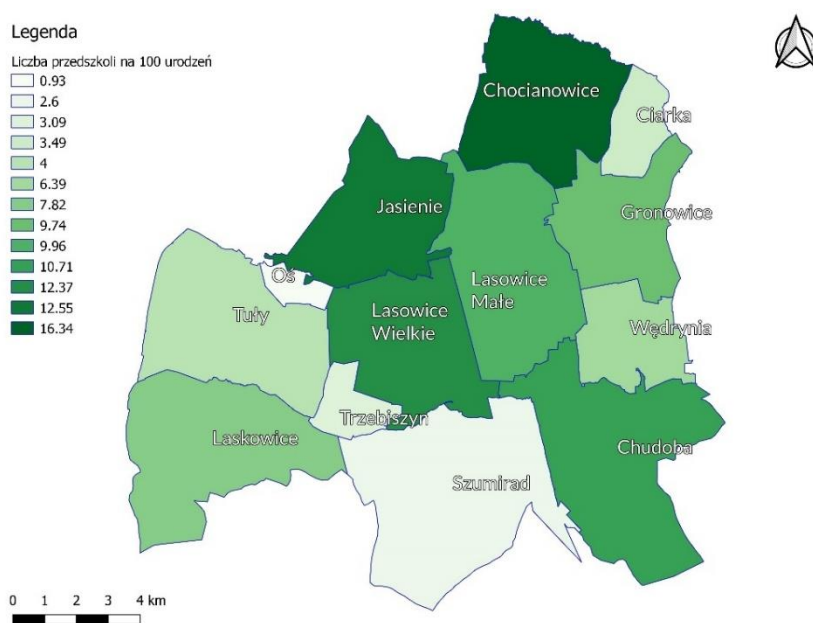 Legenda
Liczba przedszkoli na 100 urodzeń
0.93
2.6
3.09
3.49
4
6.39
7.82
9.74
9.96
10.71
12.37
12.55
16.34
Chocianowice
Ciarka
Jasienie
Gronowice
Oś
Lasowice
Małe
Tuły
Lasowice
Wielkie
Wędrynia
Trzebiszyn
Laskowice
Chudoba
Szumirad
0 1 2 3 4 km